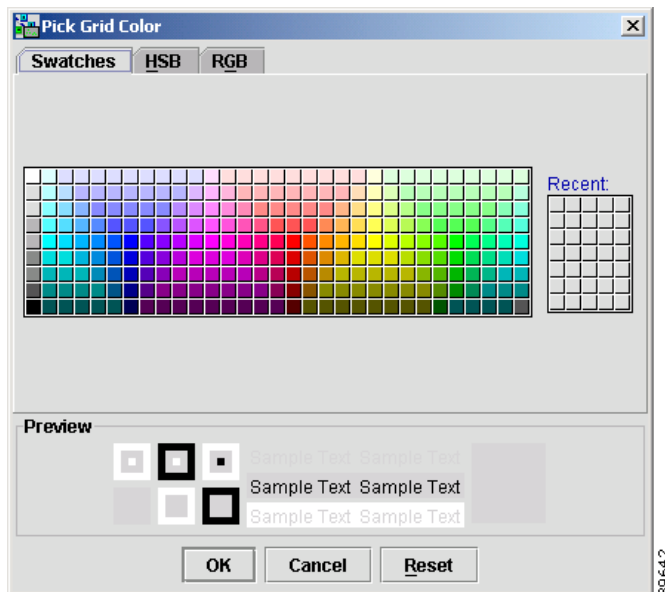 Pick Grid Color
Swatches HSB RGB
Recent:
Preview
Sample Text Sample Text
Sample Text Sample Text
Sample Text Sample Text
OK Cancel Reset
89642